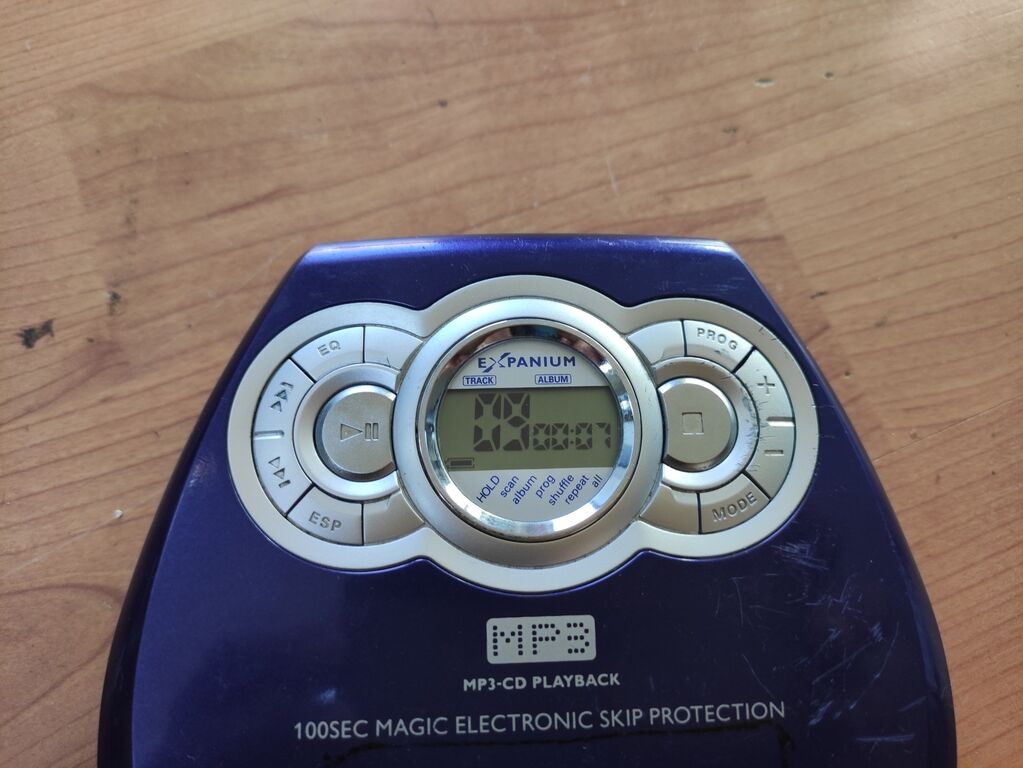 EXPANIUM
TRACK ALBUM
08 00:07
HOLD
scan
album
prog
shuffle
repeat
all
EQ
ESP
PROG
+
-
MODE
MP3
MP3-CD PLAYBACK
100SEC MAGIC ELECTRONIC SKIP PROTECTION